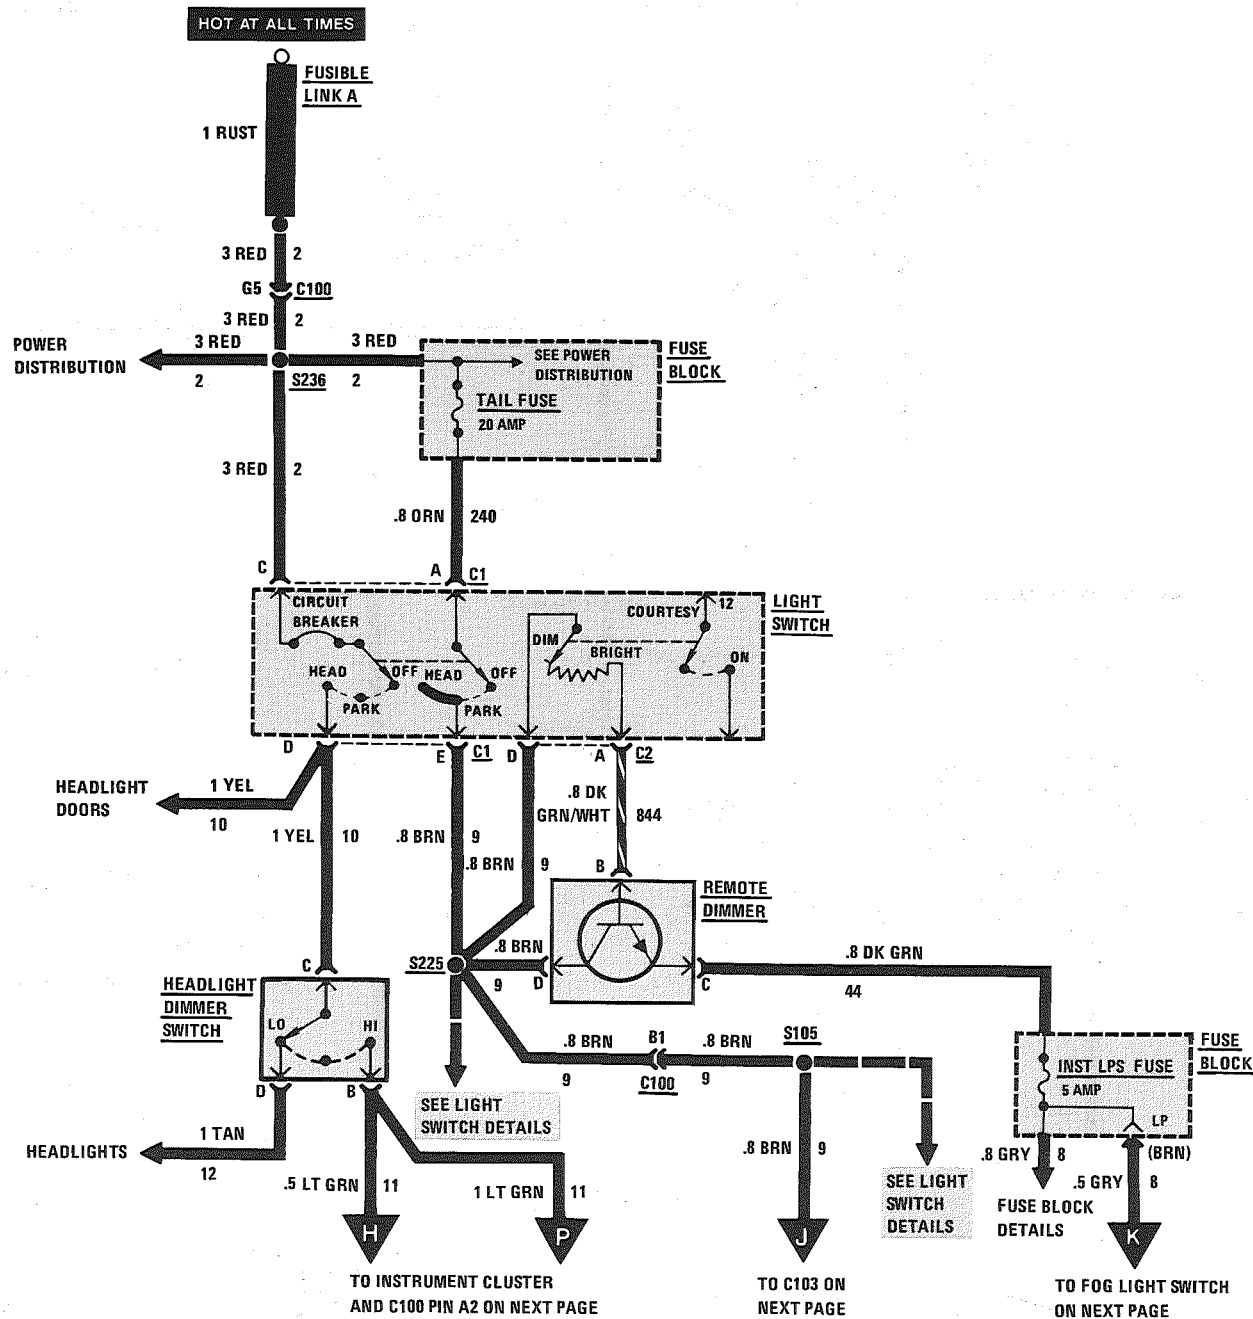 HOT AT ALL TIMES
FUSIBLE
LINK A
1 RUST
3 RED 2
G5 C100
3 RED 2
POWER
DISTRIBUTION
3 RED
2
S236
3 RED
2
SEE POWER
DISTRIBUTION
TAIL FUSE
20 AMP
FUSE
BLOCK
3 RED 2
.8 ORN 240
C
A C1
CIRCUIT
BREAKER
HEAD
OFF
PARK
HEAD
OFF
PARK
DIM
BRIGHT
COURTESY
12
ON
LIGHT
SWITCH
D
E C1
D
A C2
HEADLIGHT
DOORS
1 YEL
10
1 YEL 10
.8 BRN 9
.8 BRN 9
.8 DK
GRN/WHT 844
B
REMOTE
DIMMER
S225
.8 BRN
9
D
C
.8 DK GRN
44
C
HEADLIGHT
DIMMER
SWITCH
LO
HI
D
B
.8 BRN
9
B1
C100
.8 BRN
9
S105
FUSE
BLOCK
INST LPS FUSE
5 AMP
LP
SEE LIGHT
SWITCH DETAILS
HEADLIGHTS
1 TAN
12
.5 LT GRN 11
1 LT GRN 11
.8 BRN 9
SEE LIGHT
SWITCH
DETAILS
.8 GRY 8
(BRN)
.5 GRY 8
FUSE BLOCK
DETAILS
H
P
J
K
TO INSTRUMENT CLUSTER
AND C100 PIN A2 ON NEXT PAGE
TO C103 ON
NEXT PAGE
TO FOG LIGHT SWITCH
ON NEXT PAGE